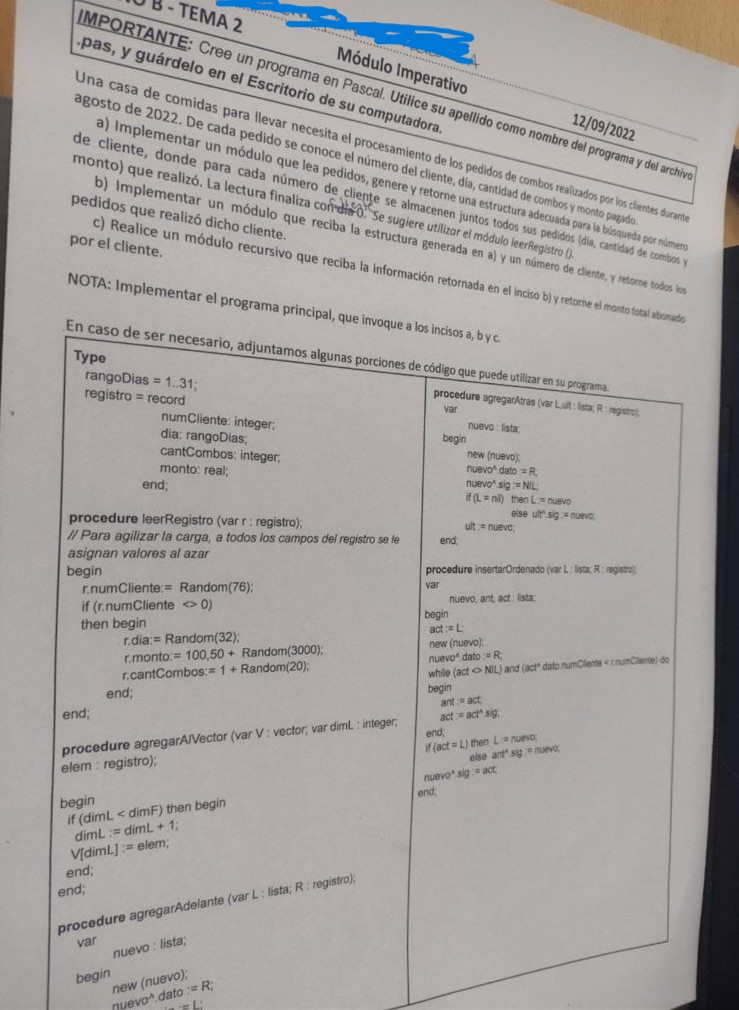 B - TEMA 2
Módulo Imperativo
12/09/2022
IMPORTANTE: Cree un programa en Pascal. Utilice su apellido como nombre del programa y del archivo
.pas, y guárdelo en el Escritorio de su computadora.
Una casa de comidas para llevar necesita el procesamiento de los pedidos de combos realizados por los clientes durante
agosto de 2022. De cada pedido se conoce el número del cliente, día, cantidad de combos y monto pagado.
a) Implementar un módulo que lea pedidos, genere y retorne una estructura adecuada para la búsqueda por número
de cliente, donde para cada número de cliente se almacenen juntos todos sus pedidos (día, cantidad de combos y
monto) que realizó. La lectura finaliza con día 0. Se sugiere utilizar el módulo leerRegistro ().
b) Implementar un módulo que reciba la estructura generada en a) y un número de cliente, y retorne todos los
pedidos que realizó dicho cliente.
c) Realice un módulo recursivo que reciba la información retornada en el inciso b) y retorne el monto total abonado
por el cliente.
NOTA: Implementar el programa principal, que invoque a los incisos a, b y c.
En caso de ser necesario, adjuntamos algunas porciones de código que puede utilizar en su programa.
Type
rangoDias = 1..31;
registro = record
numCliente: integer;
dia: rangoDias;
cantCombos: integer;
monto: real;
end;
procedure leerRegistro (var r : registro);
// Para agilizar la carga, a todos los campos del registro se le
asignan valores al azar
begin
r.numCliente:= Random(76);
if (r.numCliente <> 0)
then begin
r.dia:= Random(32);
r.monto:= 100,50 + Random(3000);
r.cantCombos:= 1 + Random(20);
end;
end;
procedure agregarAlVector (var V : vector; var dimL : integer;
elem : registro);
begin
if (dimL < dimF) then begin
dimL := dimL + 1;
V[dimL] := elem;
end;
end;
procedure agregarAdelante (var L : lista; R : registro);
var
nuevo : lista;
begin
new (nuevo);
nuevo^.dato := R;
:= L;
procedure agregarAtras (var L,ult : lista; R : registro);
var
nuevo : lista;
begin
new (nuevo);
nuevo^.dato := R;
nuevo^.sig := NIL;
if (L = nil) then L := nuevo
else ult^.sig := nuevo;
ult := nuevo;
end;
procedure insertarOrdenado (var L : lista; R : registro);
var
nuevo, ant, act : lista;
begin
act := L;
new (nuevo);
nuevo^.dato := R;
while (act <> NIL) and (act^.dato.numCliente < r.numCliente) do
begin
ant := act;
act := act^.sig;
end;
if (act = L) then L := nuevo;
else ant^.sig := nuevo;
nuevo^.sig := act;
end;